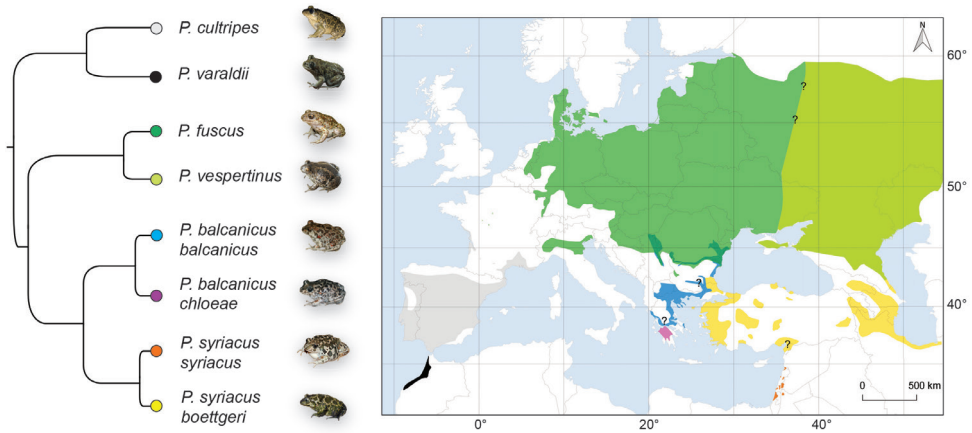 P. cultripes
P. varaldii
P. fuscus
P. vespertinus
P. balcanicus
balcanicus
P. balcanicus
chloeae
P. syriacus
syriacus
P. syriacus
boettgeri
N
60°
?
?
50°
?
40°
?
?
0 500 km
0° 20° 40°